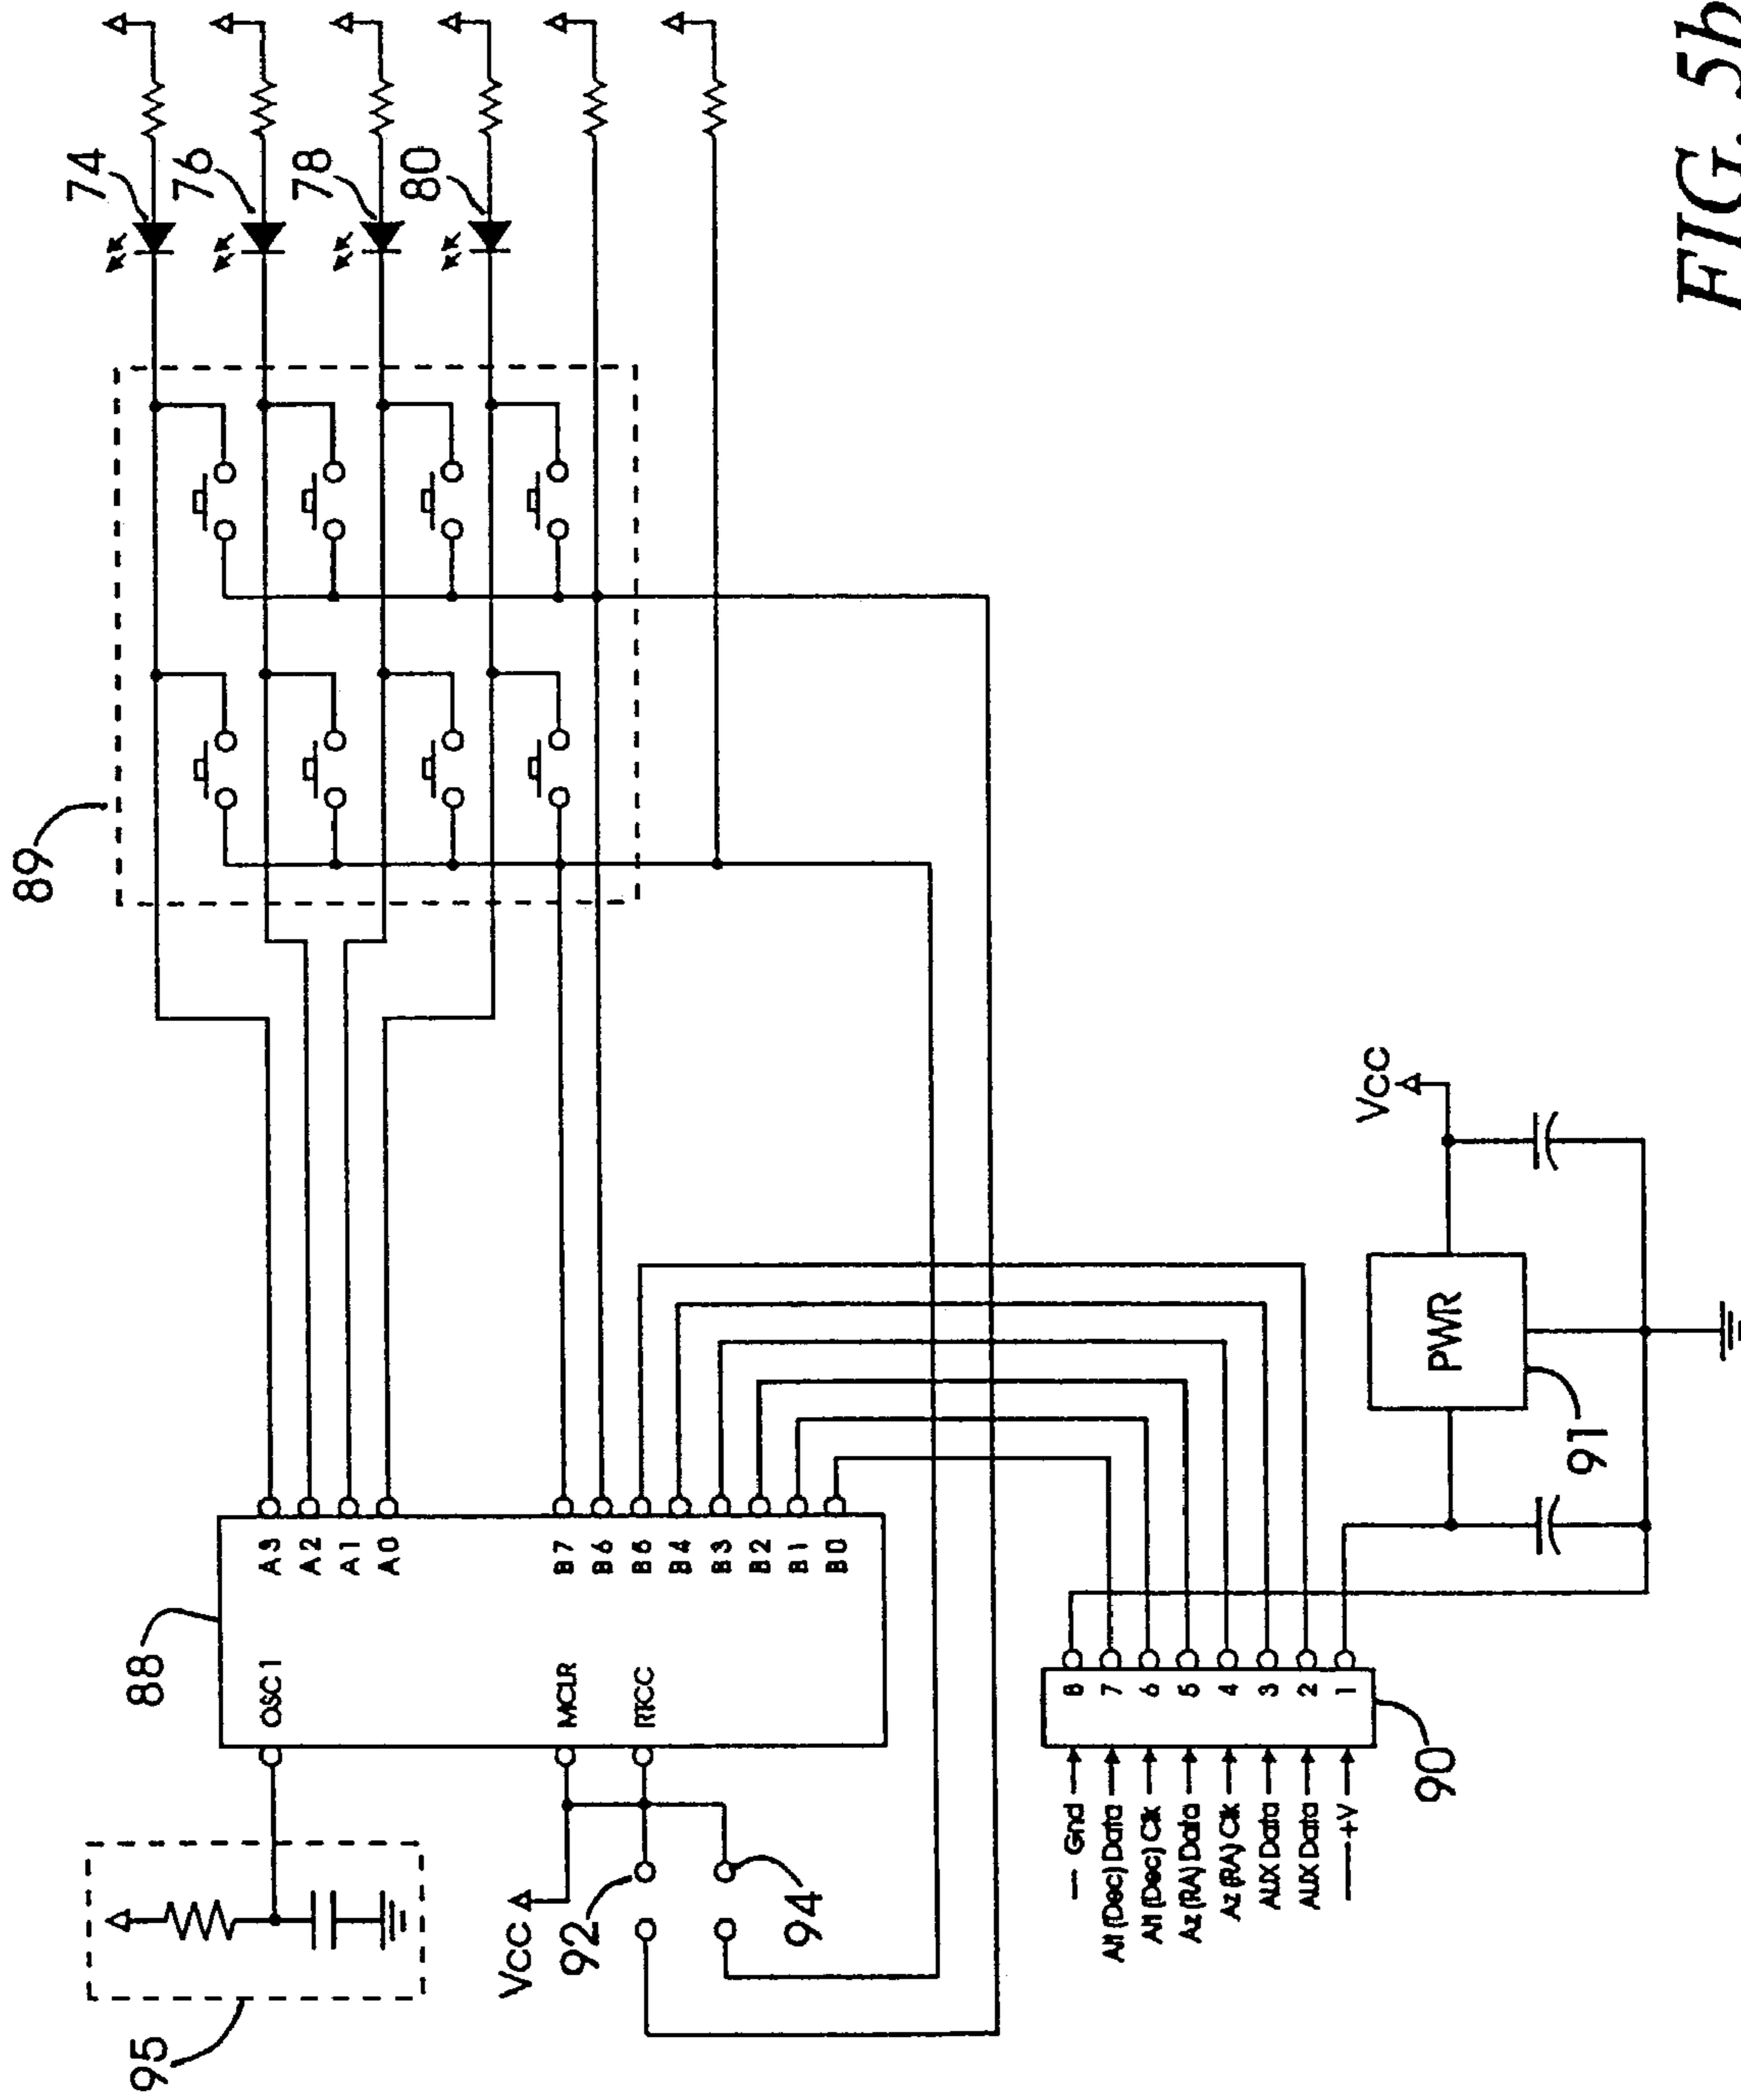 95
88
OSC1
A3
A2
A1
A0
89
74
76
78
80
Vcc
MCLR
RTCC
92
94
B7
B6
B5
B4
B3
B2
B1
B0
Gnd
Alt (Dec) Data
Alt (Dec) Clk
Az (RA) Data
Az (RA) Clk
AUX Data
AUX Data
+V
8
7
6
5
4
3
2
1
90
PWR
91
Vcc
FIG. 5b